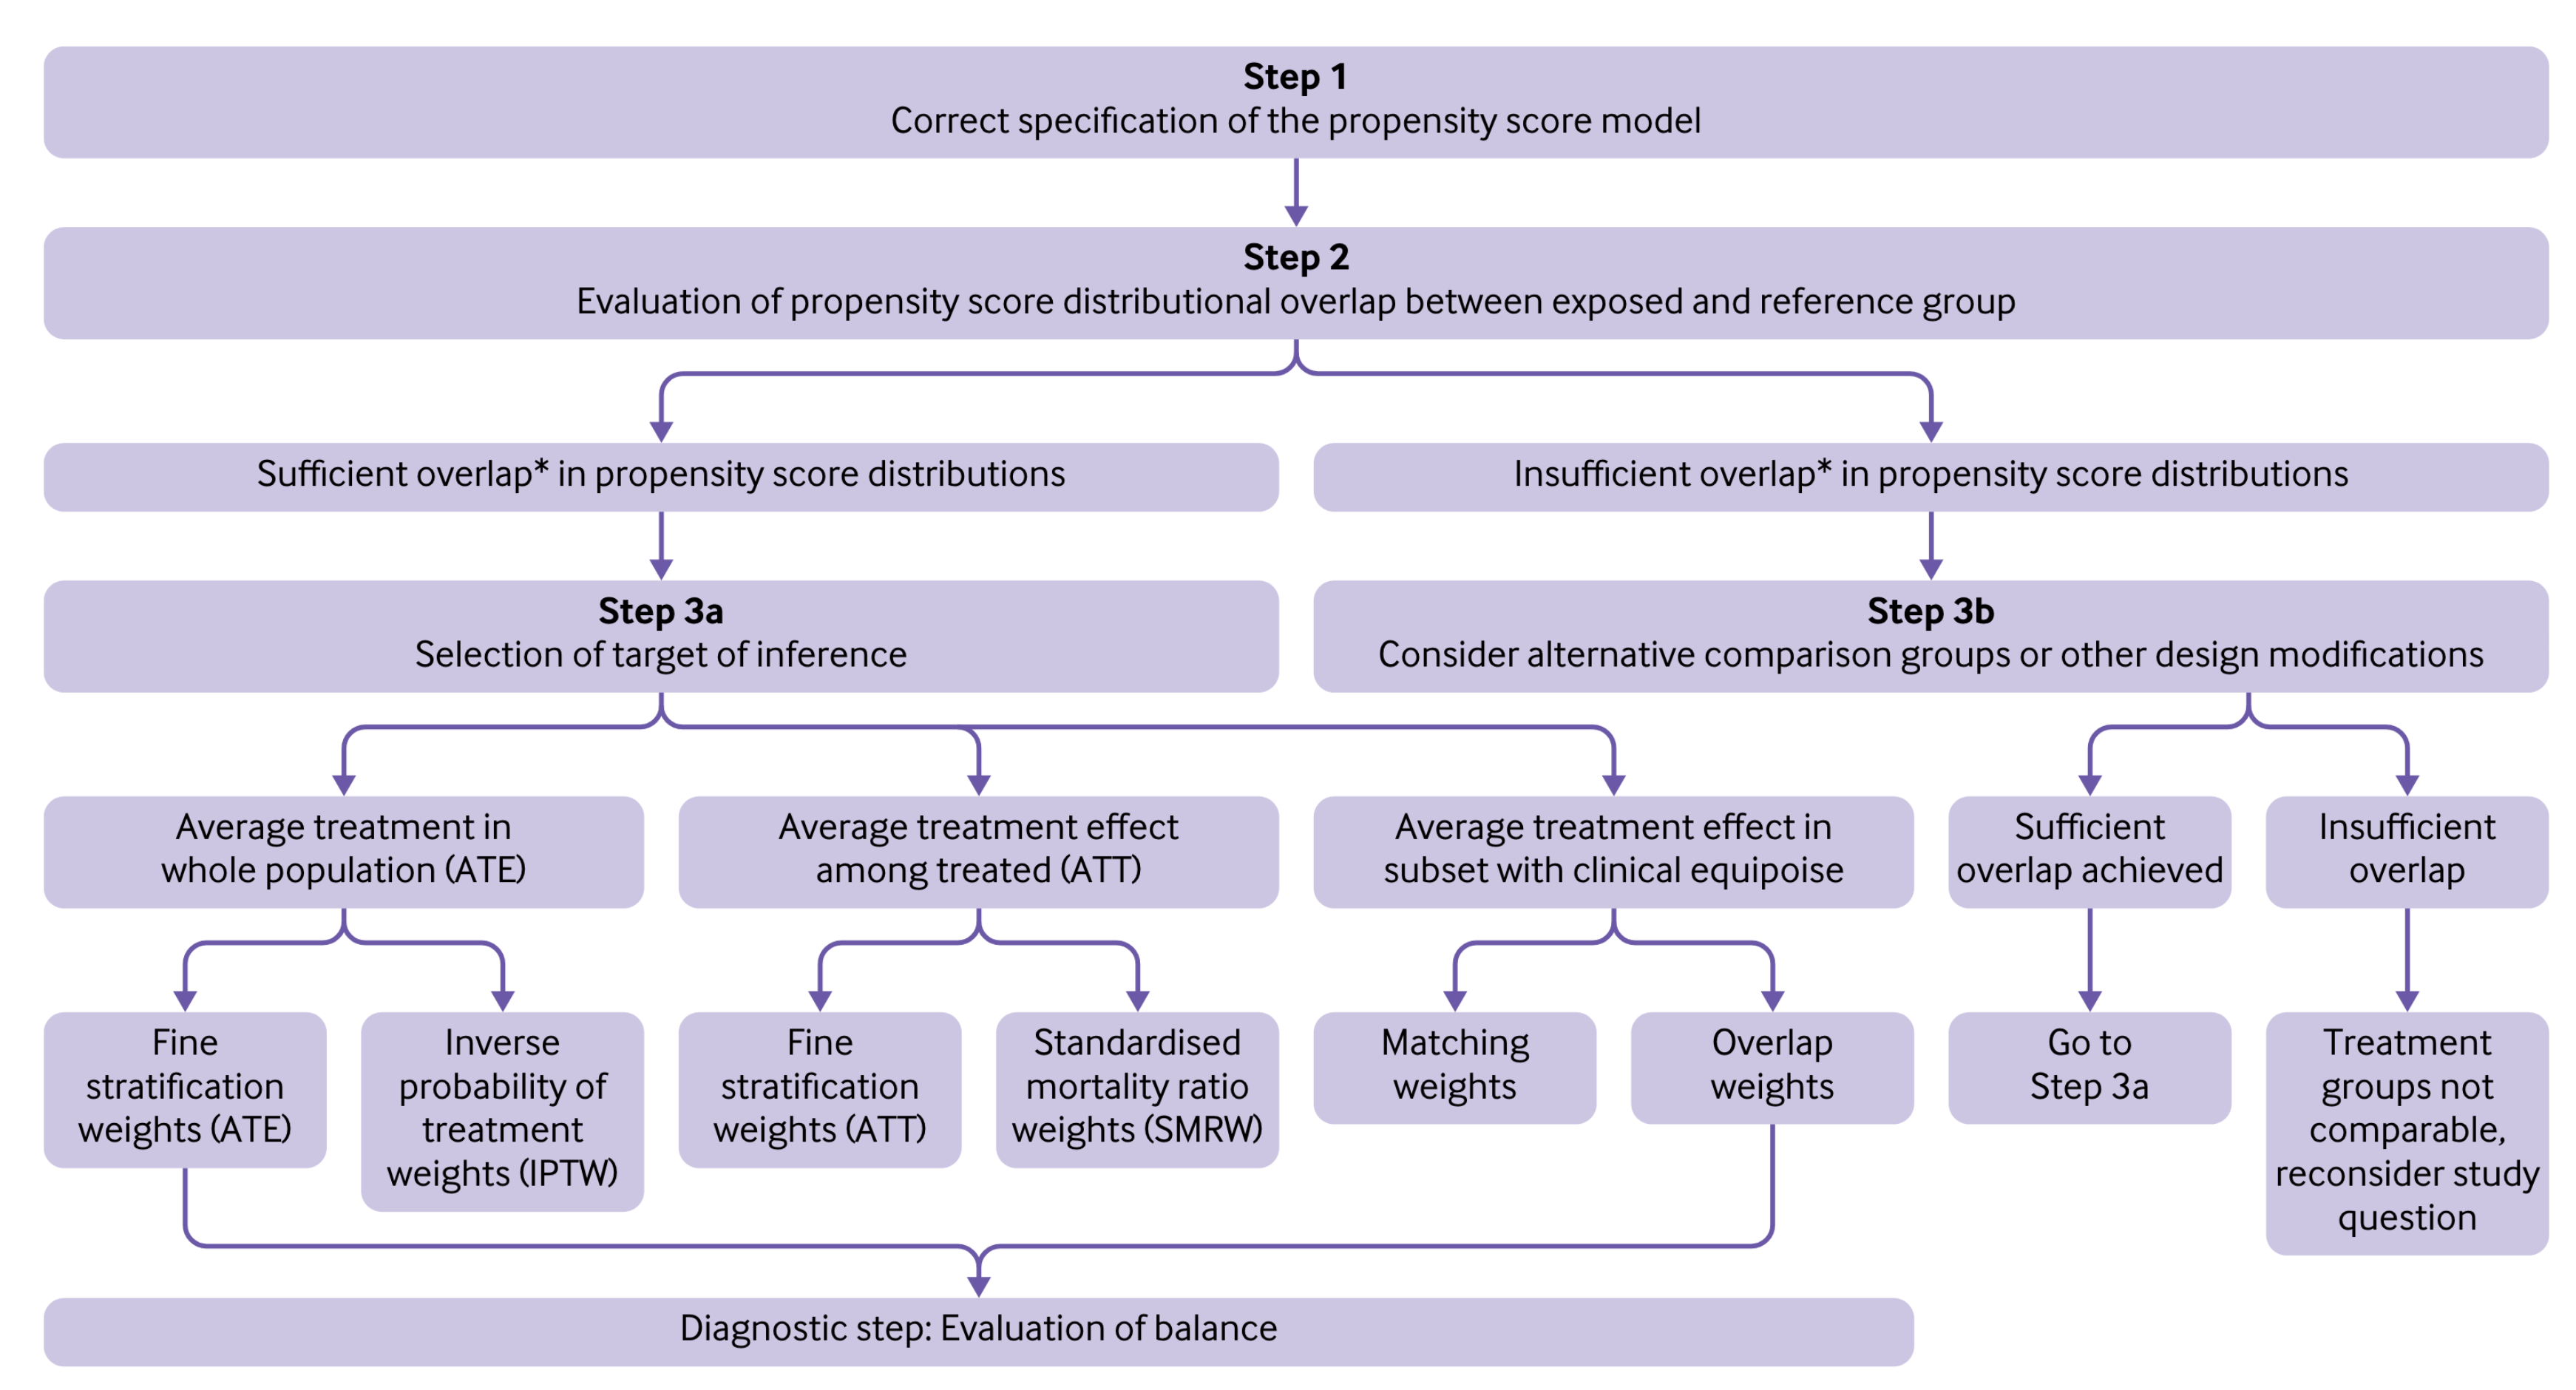 Step 1
Correct specification of the propensity score model
Step 2
Evaluation of propensity score distributional overlap between exposed and reference group
Sufficient overlap* in propensity score distributions
Insufficient overlap* in propensity score distributions
Step 3a
Selection of target of inference
Step 3b
Consider alternative comparison groups or other design modifications
Average treatment in
whole population (ATE)
Average treatment effect
among treated (ATT)
Average treatment effect in
subset with clinical equipoise
Sufficient
overlap achieved
Insufficient
overlap
Fine
stratification
weights (ATE)
Inverse
probability of
treatment
weights (IPTW)
Fine
stratification
weights (ATT)
Standardised
mortality ratio
weights (SMRW)
Matching
weights
Overlap
weights
Go to
Step 3a
Treatment
groups not
comparable,
reconsider study
question
Diagnostic step: Evaluation of balance